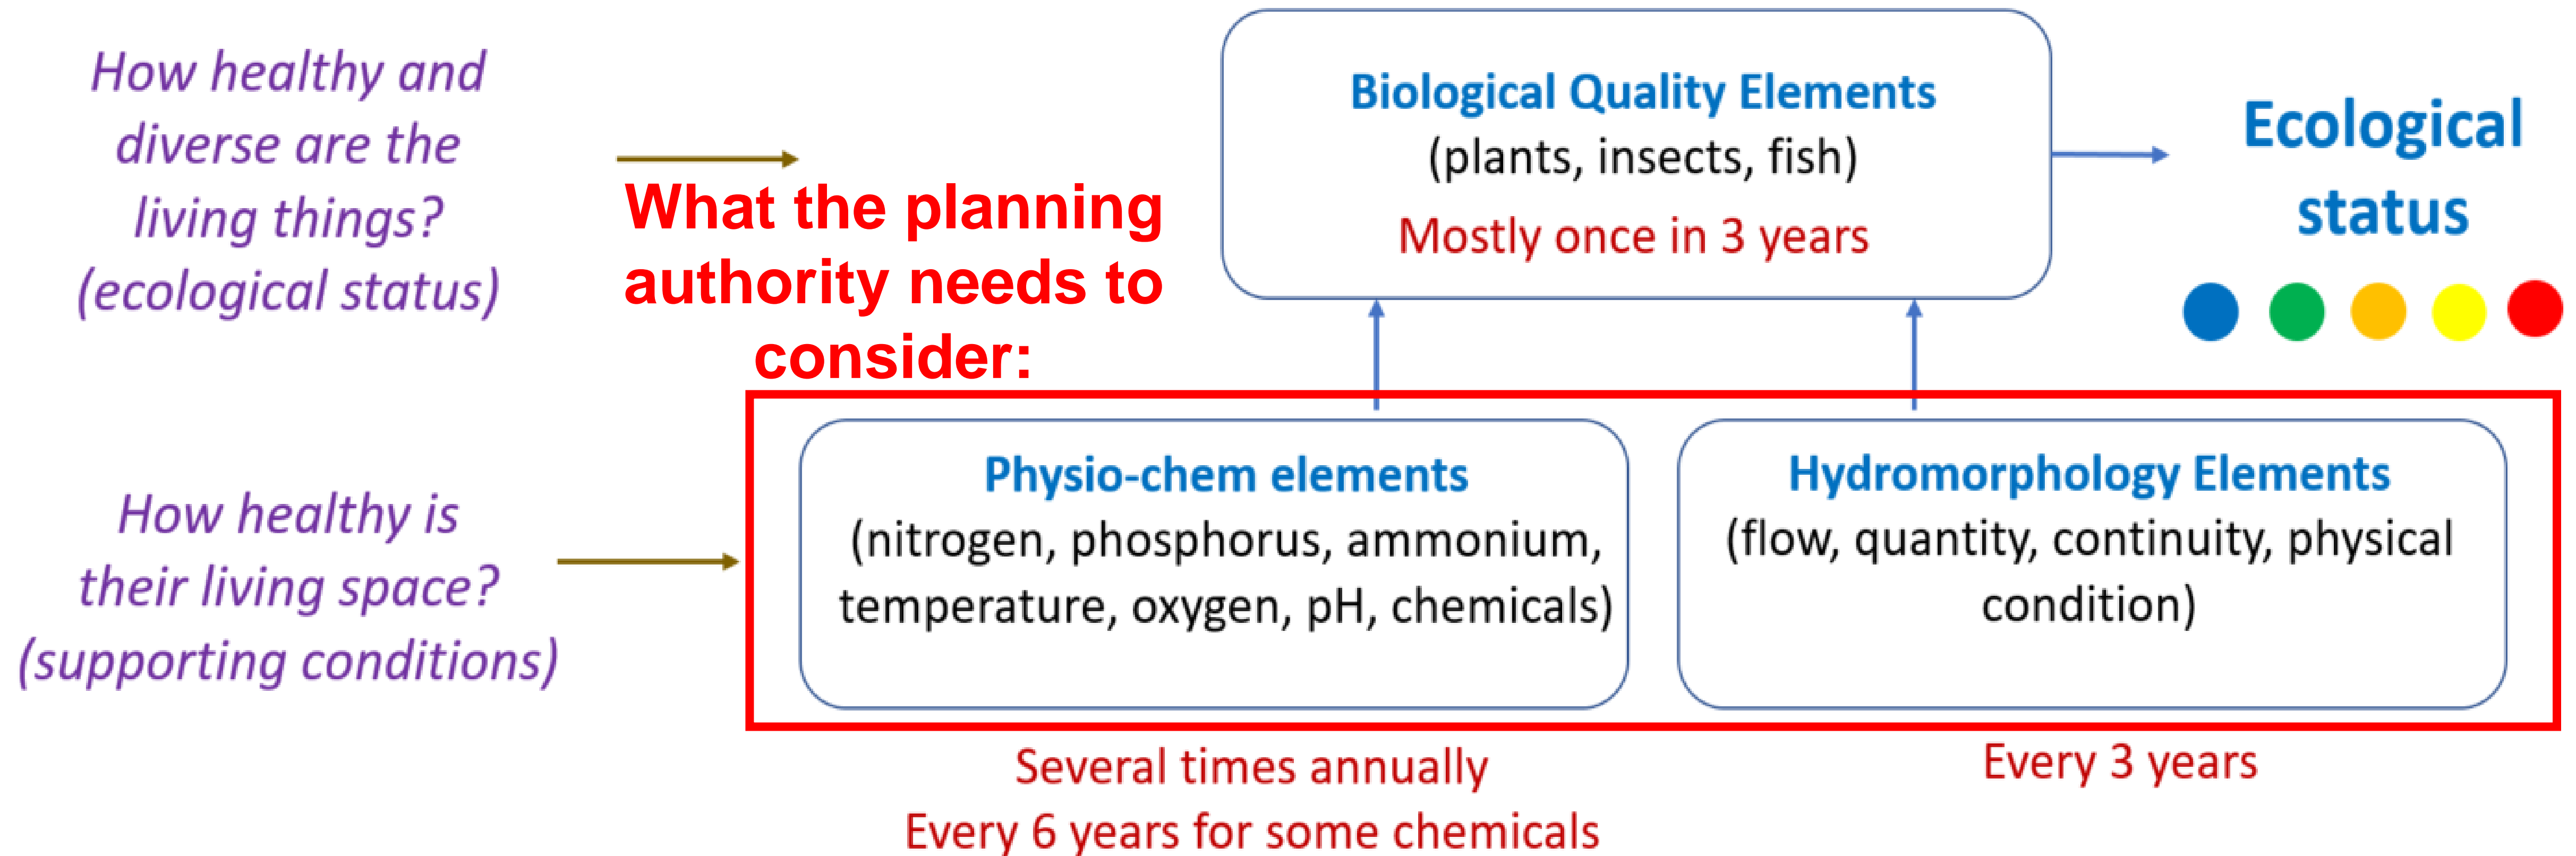 How healthy and
diverse are the
living things?
(ecological status)
What the planning
authority needs to
consider:
Biological Quality Elements
(plants, insects, fish)
Mostly once in 3 years
Ecological
status
How healthy is
their living space?
(supporting conditions)
Physio-chem elements
(nitrogen, phosphorus, ammonium,
temperature, oxygen, pH, chemicals)
Hydromorphology Elements
(flow, quantity, continuity, physical
condition)
Several times annually
Every 6 years for some chemicals
Every 3 years